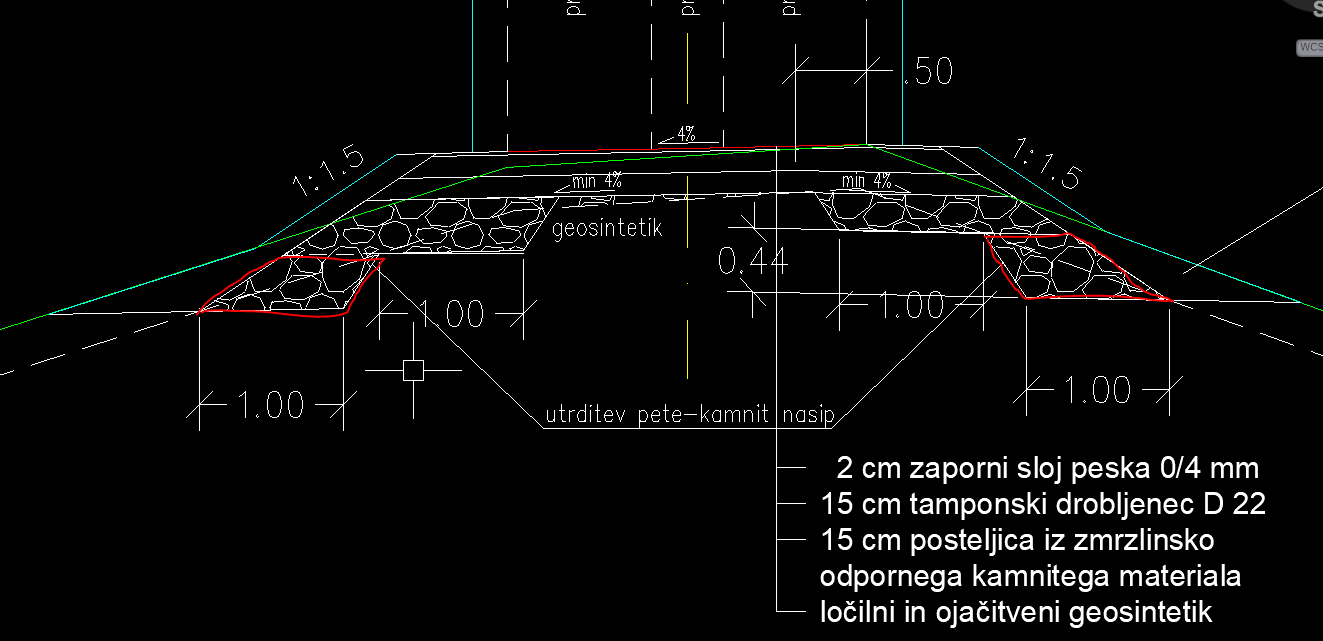 .50
WCS
4%
1:1.5
1:1.5
min 4%
min 4%
geosintetik
0.44
1.00
1.00
1.00
1.00
utrditev pete-kamnit nasip
2 cm zaporni sloj peska 0/4 mm
15 cm tamponski drobljenec D 22
15 cm posteljica iz zmrzlinsko
odpornega kamnitega materiala
ločilni in ojačitveni geosintetik